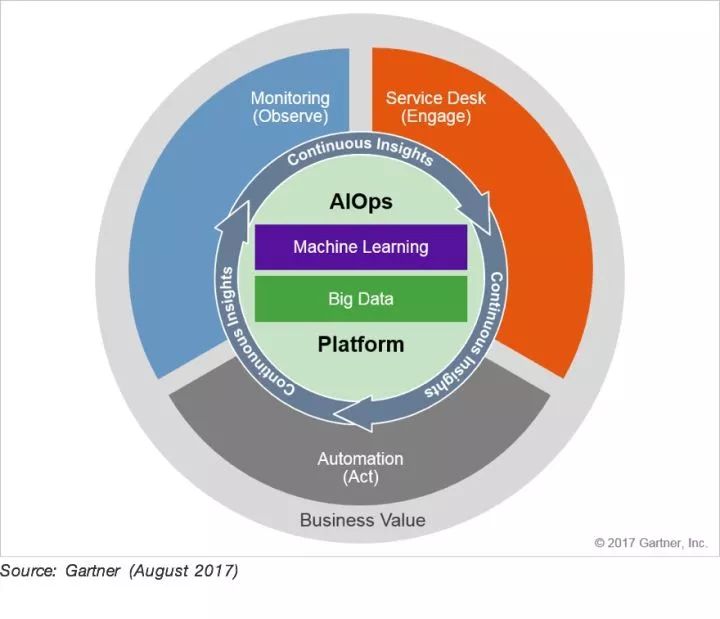 Monitoring
(Observe)
Service Desk
(Engage)
Continuous Insights
AIOps
Machine Learning
Big Data
Platform
Continuous Insights
Continuous Insights
Automation
(Act)
Business Value
© 2017 Gartner, Inc.
Source: Gartner (August 2017)